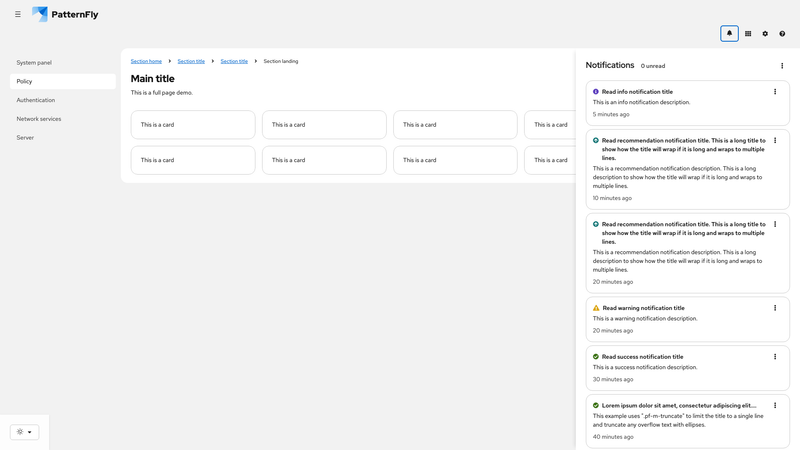 PatternFly
System panel
Policy
Authentication
Network services
Server
Section home
Section title
Section title
Section landing
Main title
This is a full page demo.
This is a card
This is a card
This is a card
This is a card
This is a card
This is a card
This is a card
This is a card
Notifications
0 unread
Read info notification title
This is an info notification description.
5 minutes ago
Read recommendation notification title. This is a long title to
show how the title will wrap if it is long and wraps to multiple
lines.
This is a recommendation notification description. This is a long
description to show how the title will wrap if it is long and wraps to
multiple lines.
10 minutes ago
Read recommendation notification title. This is a long title to
show how the title will wrap if it is long and wraps to multiple
lines.
This is a recommendation notification description. This is a long
description to show how the title will wrap if it is long and wraps to
multiple lines.
20 minutes ago
Read warning notification title
This is a warning notification description.
20 minutes ago
Read success notification title
This is a success notification description.
30 minutes ago
Lorem ipsum dolor sit amet, consectetur adipiscing elit....
This example uses ".pf-m-truncate" to limit the title to a single line
and truncate any overflow text with ellipses.
40 minutes ago